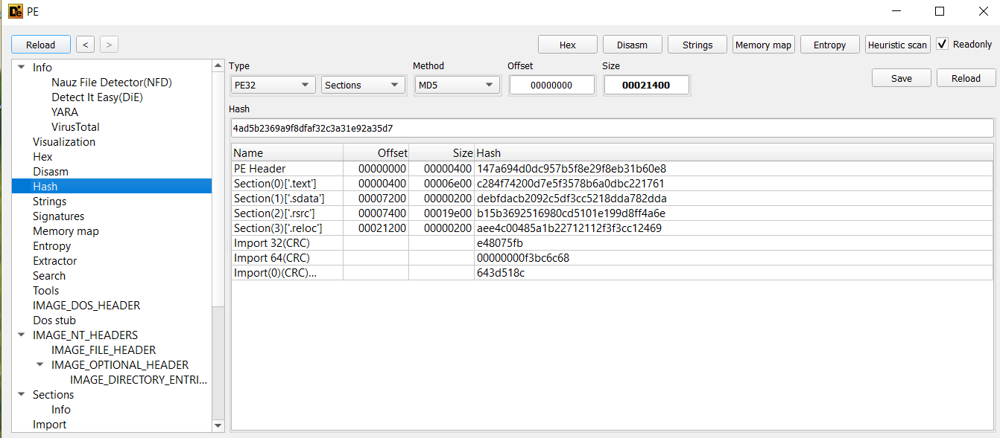 PE
Reload < > Hex Disasm Strings Memory map Entropy Heuristic scan Readonly
Info
Nauz File Detector(NFD)
Detect It Easy(DiE)
YARA
VirusTotal
Visualization
Hex
Disasm
Hash
Strings
Signatures
Memory map
Entropy
Extractor
Search
Tools
IMAGE_DOS_HEADER
Dos stub
IMAGE_NT_HEADERS
IMAGE_FILE_HEADER
IMAGE_OPTIONAL_HEADER
IMAGE_DIRECTORY_ENTRI...
Sections
Info
Import
Type Method Offset Size
PE32 Sections MD5 00000000 00021400 Save Reload
Hash
4ad5b2369a9f8dfaf32c3a31e92a35d7
Name Offset Size Hash
PE Header 00000000 00000400 147a694d0dc957b5f8e29f8eb31b60e8
Section(0)['.text'] 00000400 00006e00 c284f74200d7e5f3578b6a0dbc221761
Section(1)['.sdata'] 00007200 00000200 debfdacb2092c5df3cc5218dda782dda
Section(2)['.rsrc'] 00007400 00019e00 b15b3692516980cd5101e199d8ff4a6e
Section(3)['.reloc'] 00021200 00000200 aee4c00485a1b22712112f3f3cc12469
Import 32(CRC) e48075fb
Import 64(CRC) 00000000f3bc6c68
Import(0)(CRC)... 643d518c